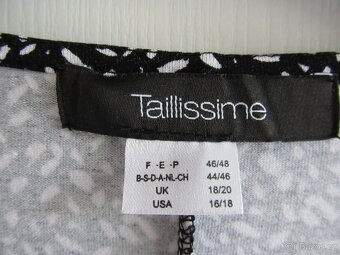 Taillissime
F - E - P 46/48
B-S-D-A-NL-CH 44/46
UK 18/20
USA 16/18